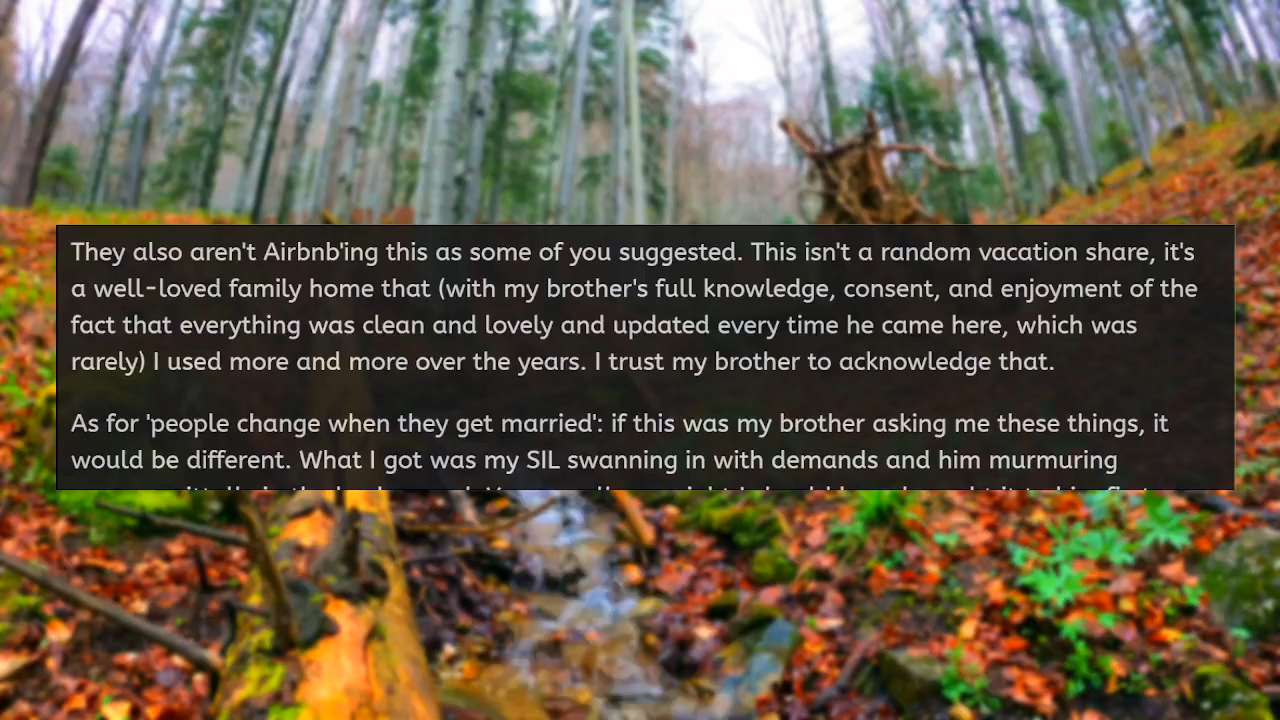 They also aren't Airbnb'ing this as some of you suggested. This isn't a random vacation share, it's
a well-loved family home that (with my brother's full knowledge, consent, and enjoyment of the
fact that everything was clean and lovely and updated every time he came here, which was
rarely) I used more and more over the years. I trust my brother to acknowledge that.
As for 'people change when they get married': if this was my brother asking me these things, it
would be different. What I got was my SIL swanning in with demands and him murmuring